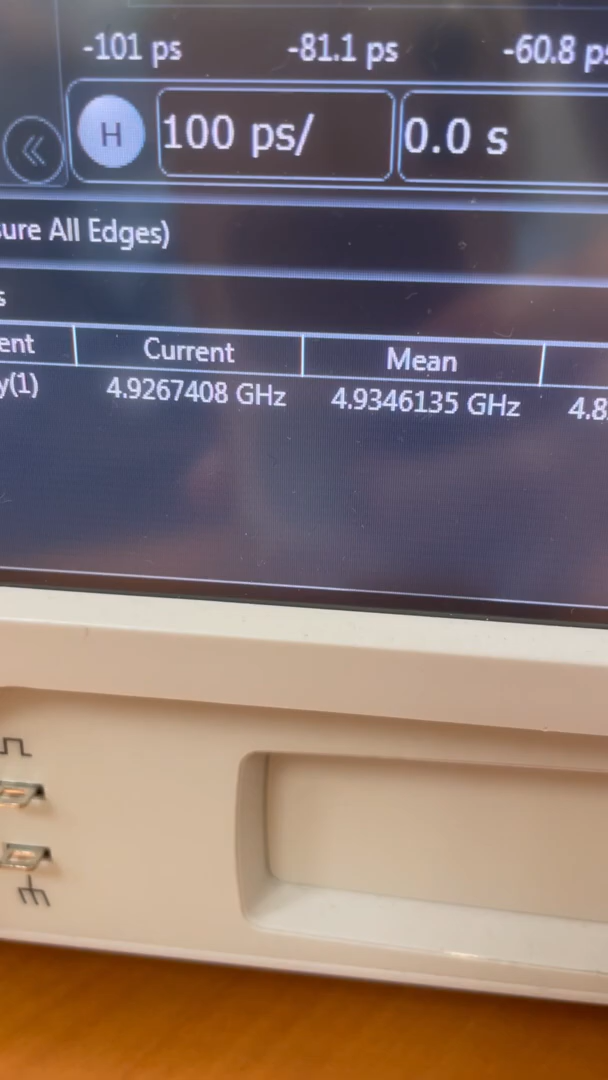 -101 ps -81.1 ps -60.8 ps
H 100 ps/ 0.0 s
sure All Edges)
s
ent Current Mean
y(1) 4.9267408 GHz 4.9346135 GHz 4.8